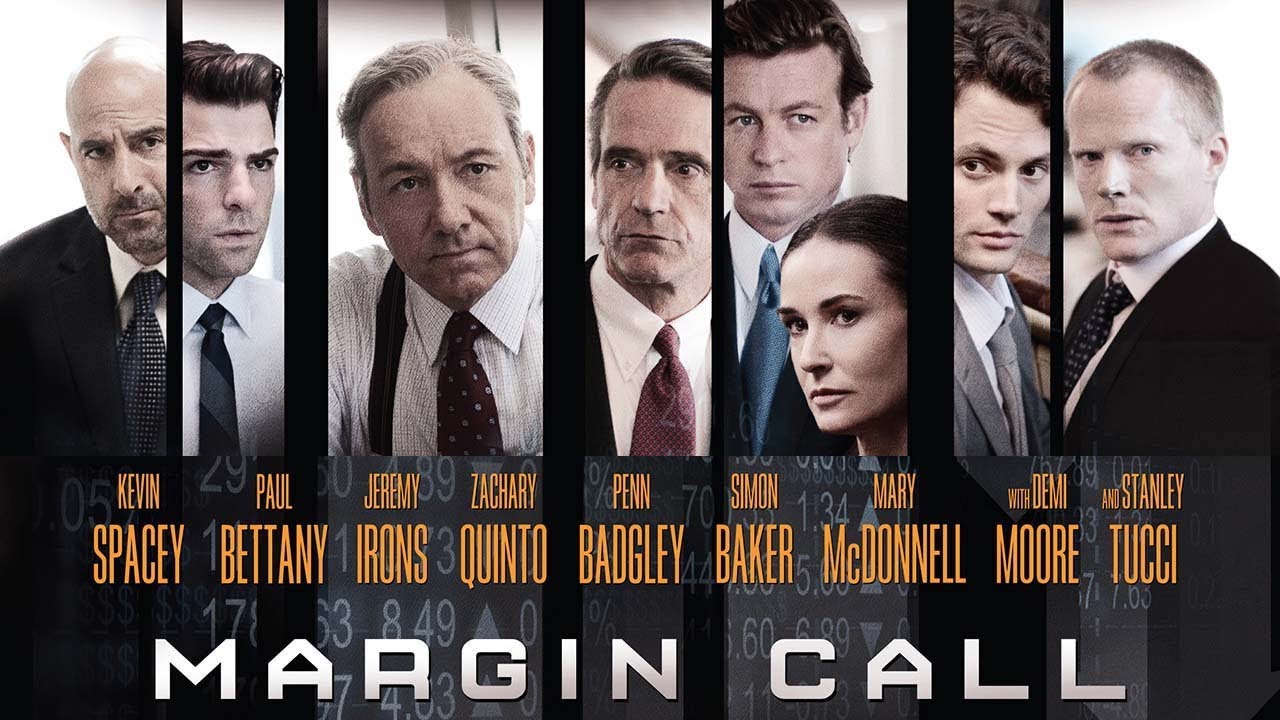 KEVIN PAUL JEREMY ZACHARY PENN SIMON MARY WITH DEMI AND STANLEY
SPACEY BETTANY IRONS QUINTO BADGLEY BAKER McDONNELL MOORE TUCCI
MARGIN CALL